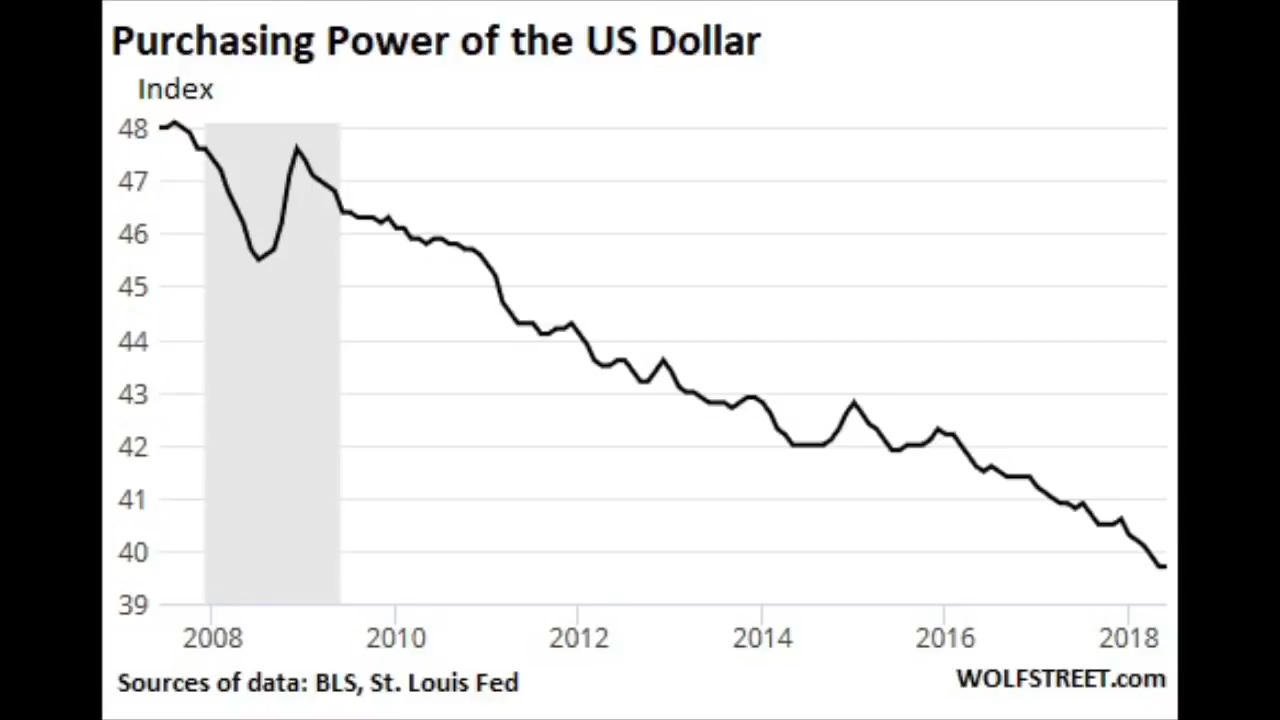 Purchasing Power of the US Dollar
Index
48
47
46
45
44
43
42
41
40
39
2008 2010 2012 2014 2016 2018
Sources of data: BLS, St. Louis Fed
WOLFSTREET.com